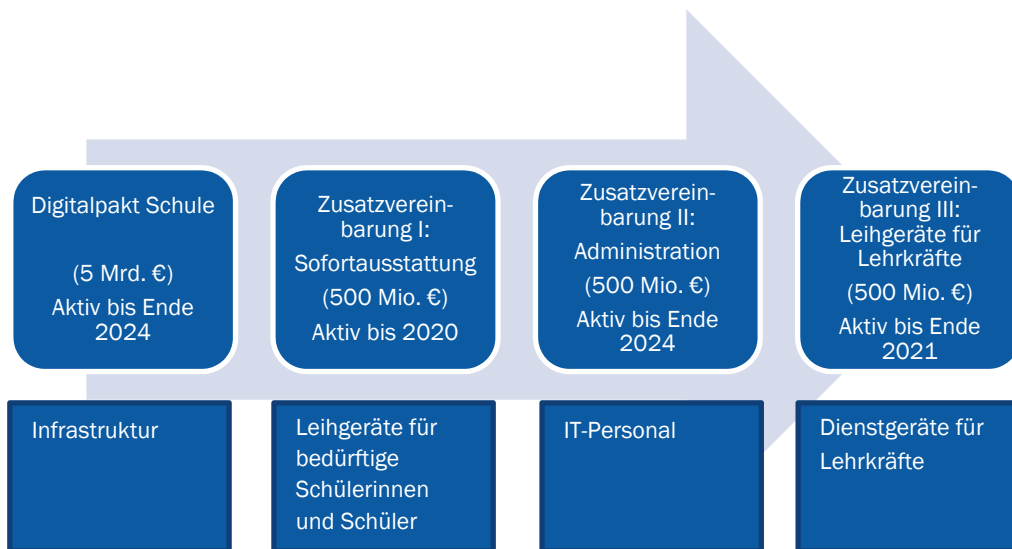 Digitalpakt Schule
(5 Mrd. €)
Aktiv bis Ende
2024
Zusatzverein-
barung I:
Sofortausstattung
(500 Mio. €)
Aktiv bis 2020
Zusatzverein-
barung II:
Administration
(500 Mio. €)
Aktiv bis Ende
2024
Zusatzverein-
barung III:
Leihgeräte für
Lehrkräfte
(500 Mio. €)
Aktiv bis Ende
2021
Infrastruktur
Leihgeräte für
bedürftige
Schülerinnen
und Schüler
IT-Personal
Dienstgeräte für
Lehrkräfte